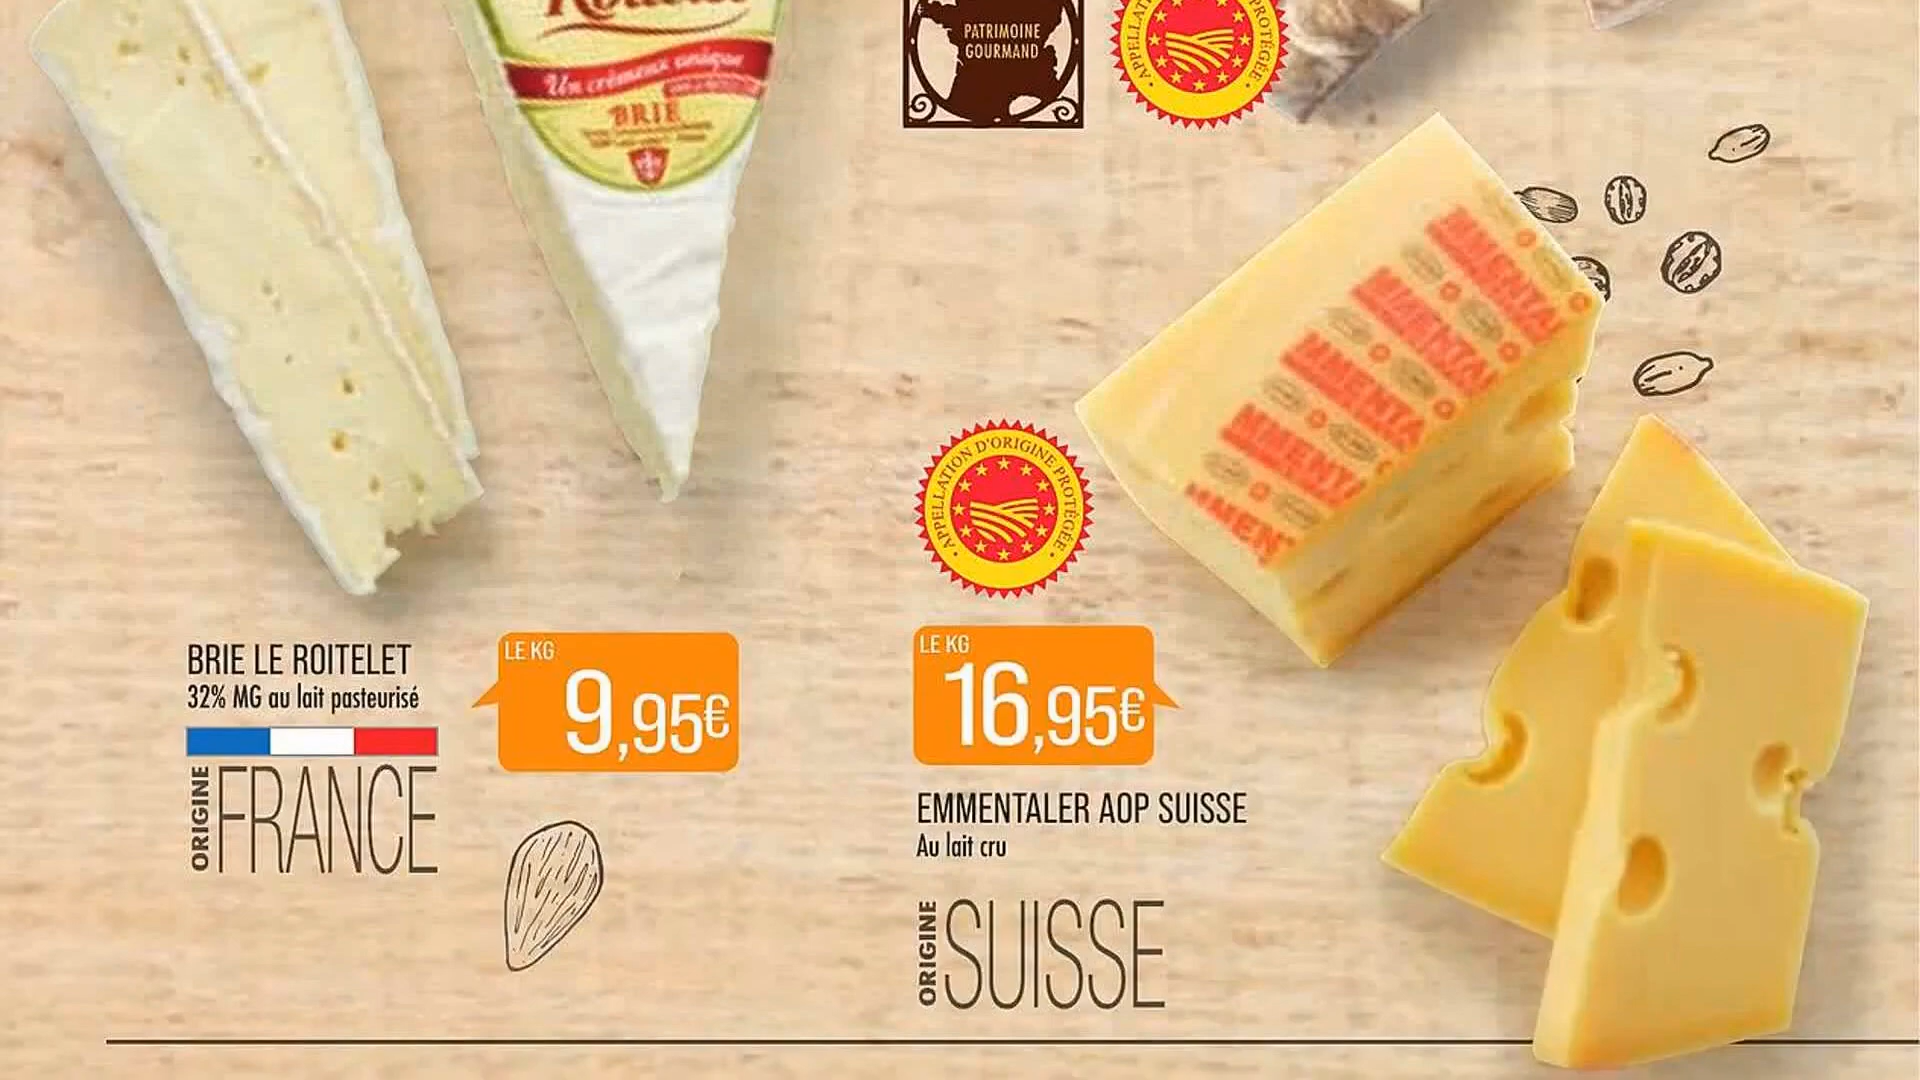 PATRIMOINE
GOURMAND
Un crémeux unique
BRIE
APPELLATION D'ORIGINE PROTÉGÉE
BRIE LE ROITELET
32% MG au lait pasteurisé
ORIGINE
FRANCE
LE KG
9,95€
LE KG
16,95€
EMMENTALER AOP SUISSE
Au lait cru
ORIGINE
SUISSE